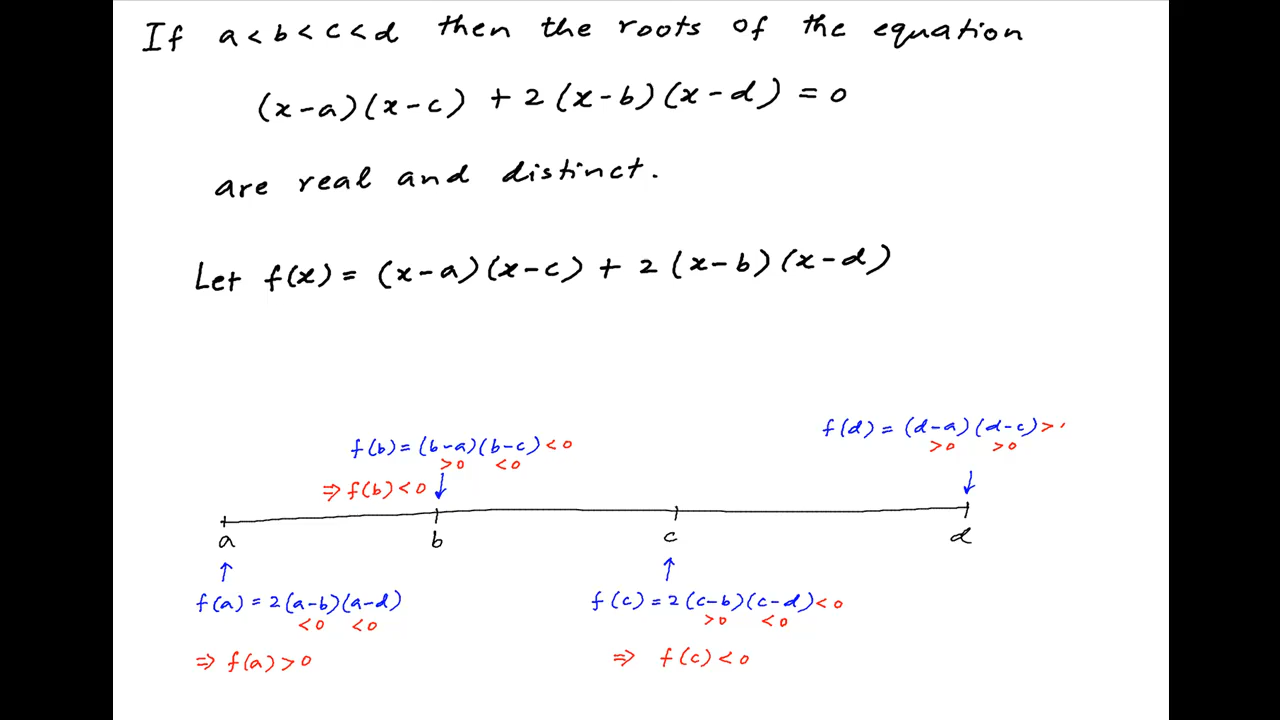 If a < b < c < d then the roots of the equation
(x-a)(x-c) + 2(x-b)(x-d) = 0
are real and distinct.
Let f(x) = (x-a)(x-c) + 2(x-b)(x-d)
f(d) = (d-a)(d-c) >
>0 >0
f(b) = (b-a)(b-c) < 0
>0 <0
⇒ f(b) < 0
a b c d
f(a) = 2(a-b)(a-d)
<0 <0
⇒ f(a) > 0
f(c) = 2(c-b)(c-d) < 0
>0 <0
⇒ f(c) < 0